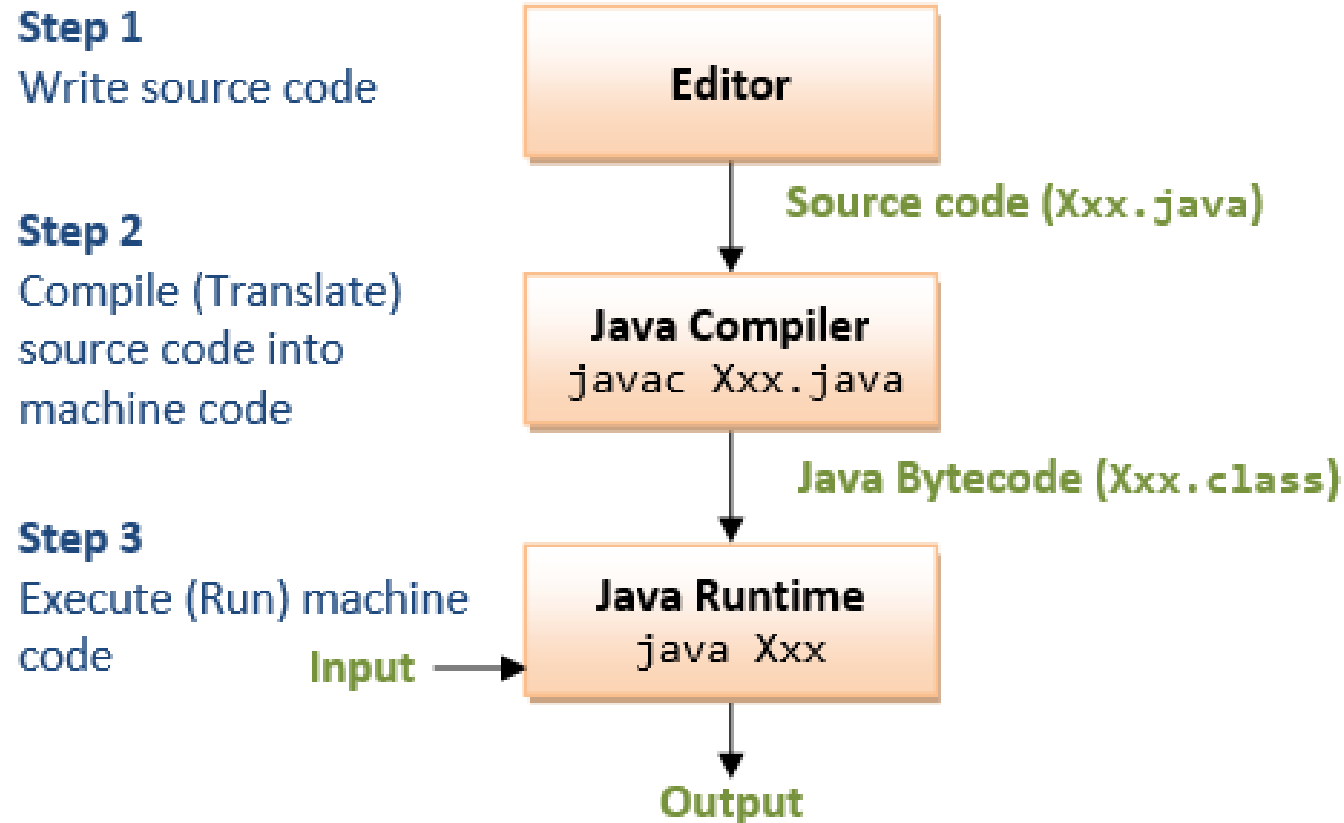 Step 1
Write source code
Editor
Source code (Xxx.java)
Step 2
Compile (Translate)
source code into
machine code
Java Compiler
javac Xxx.java
Java Bytecode (Xxx.class)
Step 3
Execute (Run) machine
code
Java Runtime
java Xxx
Input
Output